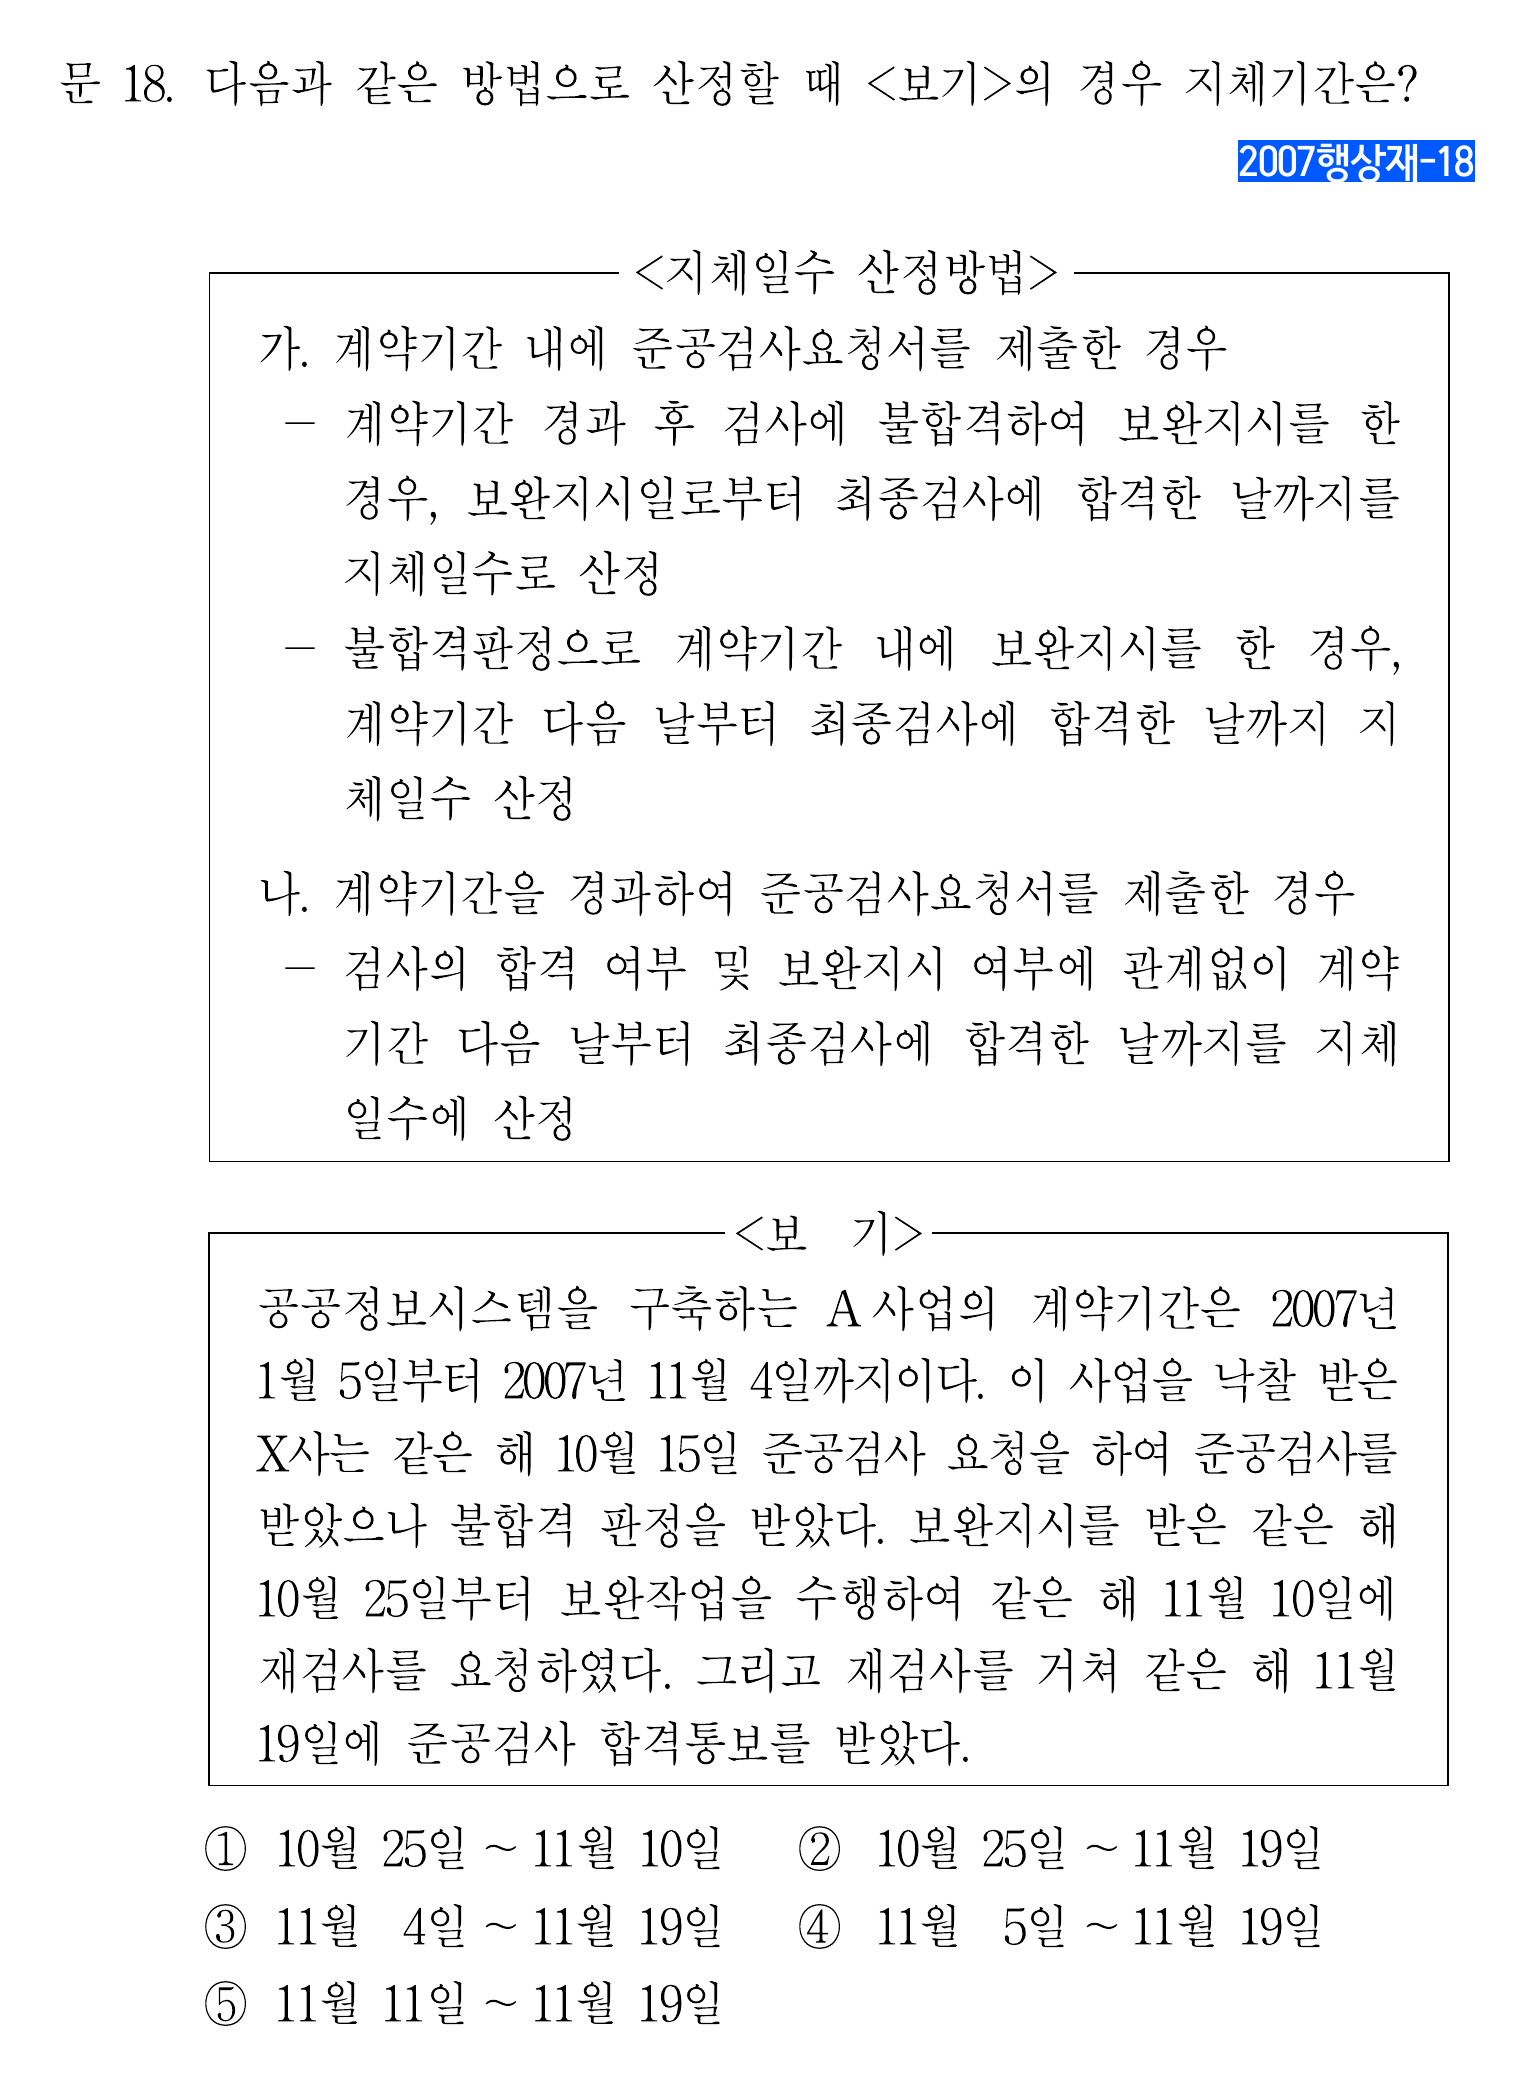 문 18. 다음과 같은 방법으로 산정할 때 <보기>의 경우 지체기간은?
2007행상재-18
<지체일수 산정방법>
가. 계약기간 내에 준공검사요청서를 제출한 경우
- 계약기간 경과 후 검사에 불합격하여 보완지시를 한
경우, 보완지시일로부터 최종검사에 합격한 날까지를
지체일수로 산정
- 불합격판정으로 계약기간 내에 보완지시를 한 경우,
계약기간 다음 날부터 최종검사에 합격한 날까지 지
체일수 산정
나. 계약기간을 경과하여 준공검사요청서를 제출한 경우
- 검사의 합격 여부 및 보완지시 여부에 관계없이 계약
기간 다음 날부터 최종검사에 합격한 날까지를 지체
일수에 산정
<보 기>
공공정보시스템을 구축하는 A사업의 계약기간은 2007년
1월 5일부터 2007년 11월 4일까지이다. 이 사업을 낙찰 받은
X사는 같은 해 10월 15일 준공검사 요청을 하여 준공검사를
받았으나 불합격 판정을 받았다. 보완지시를 받은 같은 해
10월 25일부터 보완작업을 수행하여 같은 해 11월 10일에
재검사를 요청하였다. 그리고 재검사를 거쳐 같은 해 11월
19일에 준공검사 합격통보를 받았다.
① 10월 25일 ~ 11월 10일 ② 10월 25일 ~ 11월 19일
③ 11월 4일 ~ 11월 19일 ④ 11월 5일 ~ 11월 19일
⑤ 11월 11일 ~ 11월 19일